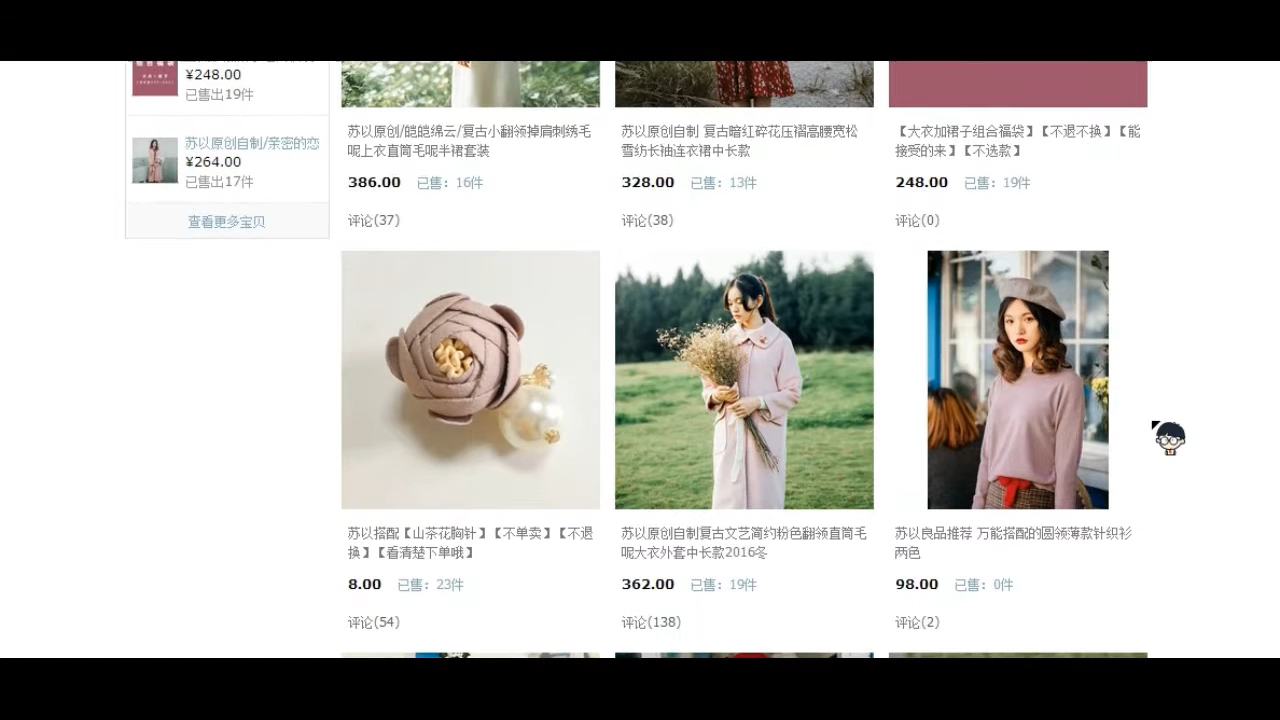 ¥248.00
已售出19件
苏以原创自制/亲密的恋
¥264.00
已售出17件
查看更多宝贝
苏以原创/皑皑绵云/复古小翻领掉肩刺绣毛
呢上衣直筒毛呢半裙套装
386.00 已售：16件
评论(37)
苏以原创自制 复古暗红碎花压褶高腰宽松
雪纺长袖连衣裙中长款
328.00 已售：13件
评论(38)
【大衣加裙子组合福袋】【不退不换】【能
接受的来】【不选款】
248.00 已售：19件
评论(0)
苏以搭配【山茶花胸针】【不单卖】【不退
换】【看清楚下单哦】
8.00 已售：23件
评论(54)
苏以原创自制复古文艺简约粉色翻领直筒毛
呢大衣外套中长款2016冬
362.00 已售：19件
评论(138)
苏以良品推荐 万能搭配的圆领薄款针织衫
两色
98.00 已售：0件
评论(2)